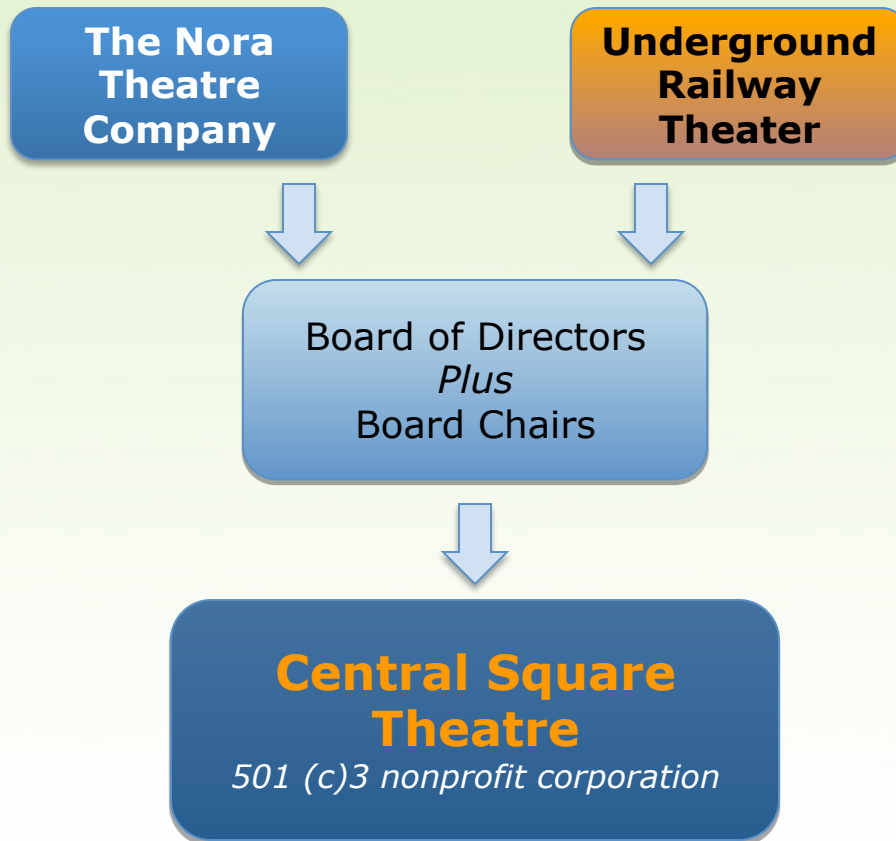 The Nora
Theatre
Company
Underground
Railway
Theater
Board of Directors
Plus
Board Chairs
Central Square
Theatre
501 (c)3 nonprofit corporation